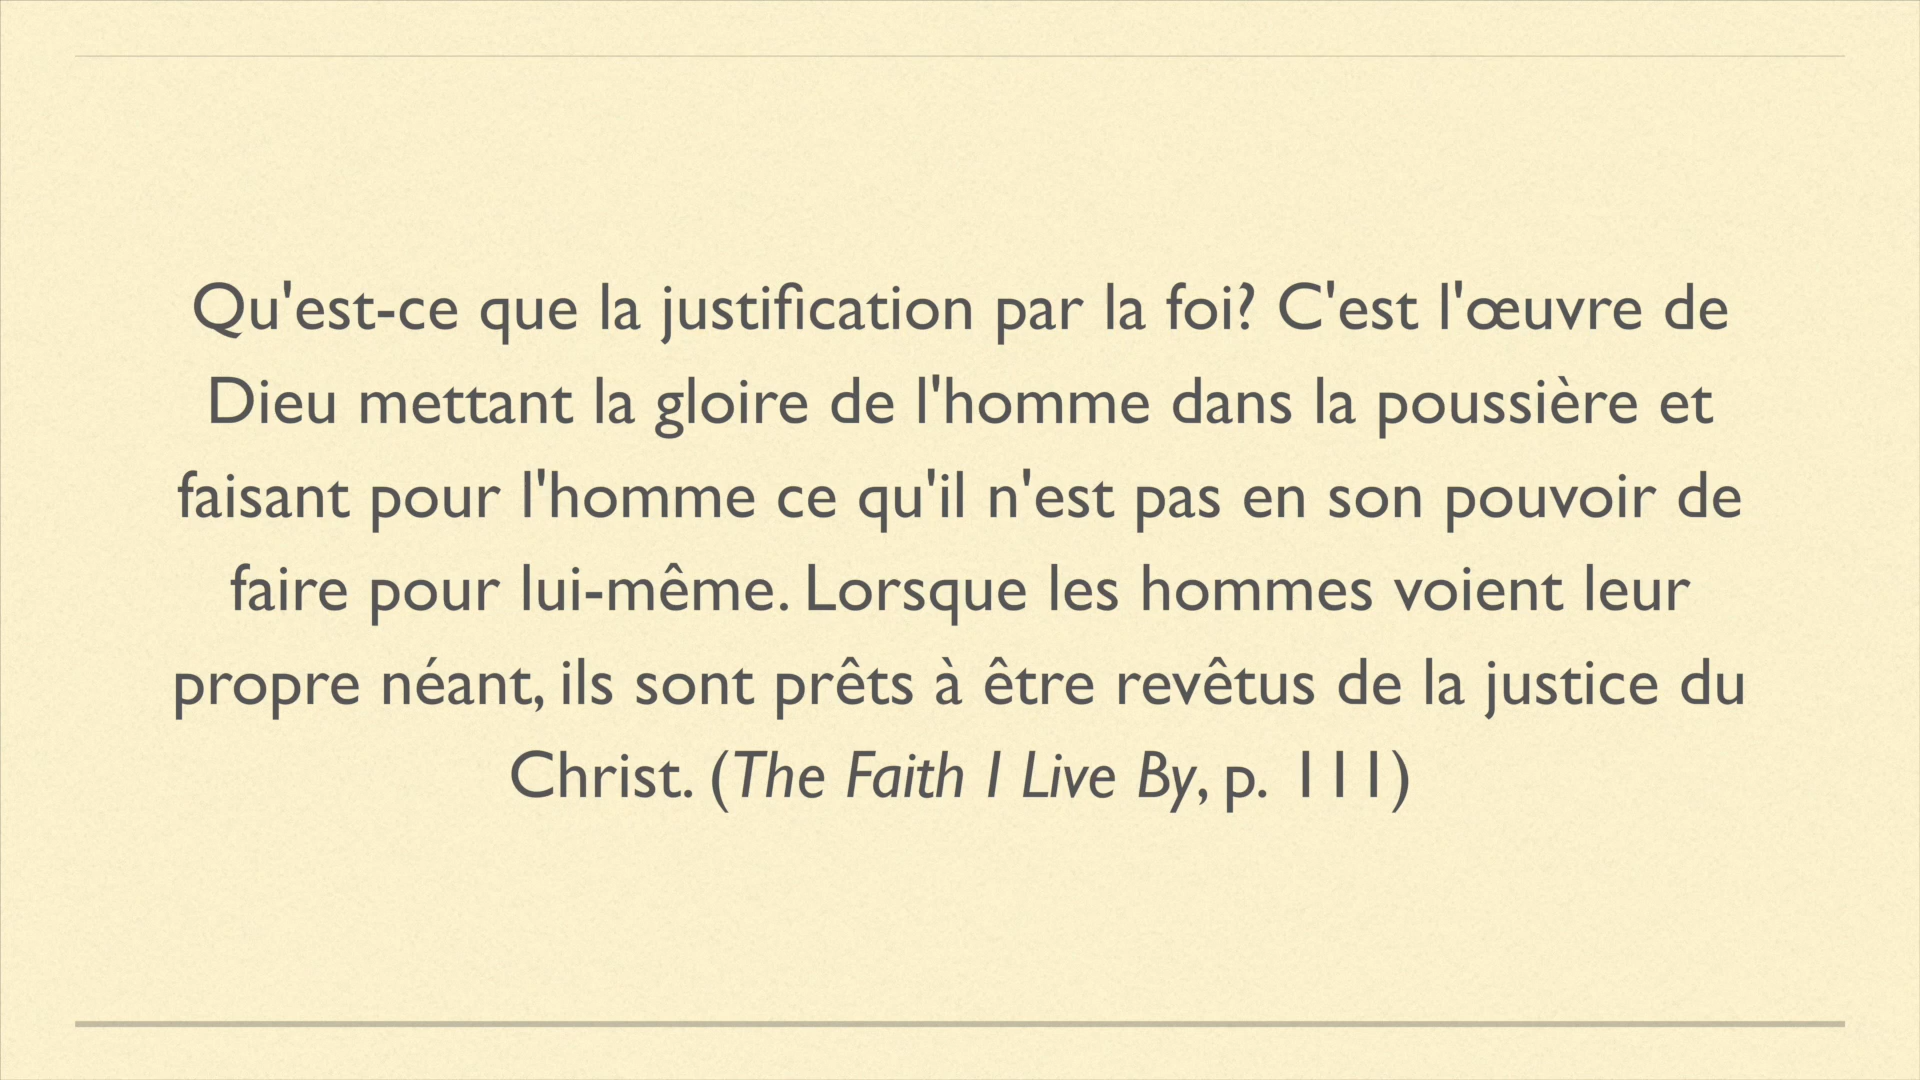 Qu'est-ce que la justification par la foi? C'est l'œuvre de
Dieu mettant la gloire de l'homme dans la poussière et
faisant pour l'homme ce qu'il n'est pas en son pouvoir de
faire pour lui-même. Lorsque les hommes voient leur
propre néant, ils sont prêts à être revêtus de la justice du
Christ. (The Faith I Live By, p. 111)